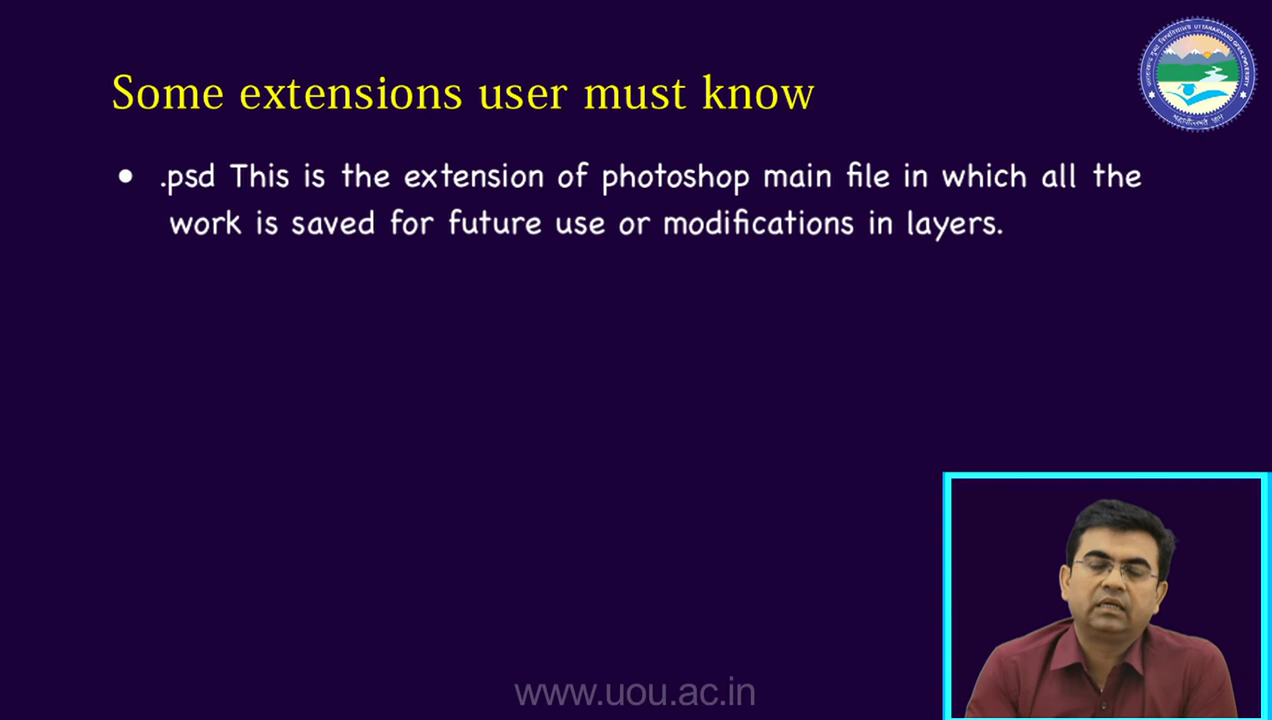 Some extensions user must know
• .psd This is the extension of photoshop main file in which all the
work is saved for future use or modifications in layers.
www.uou.ac.in